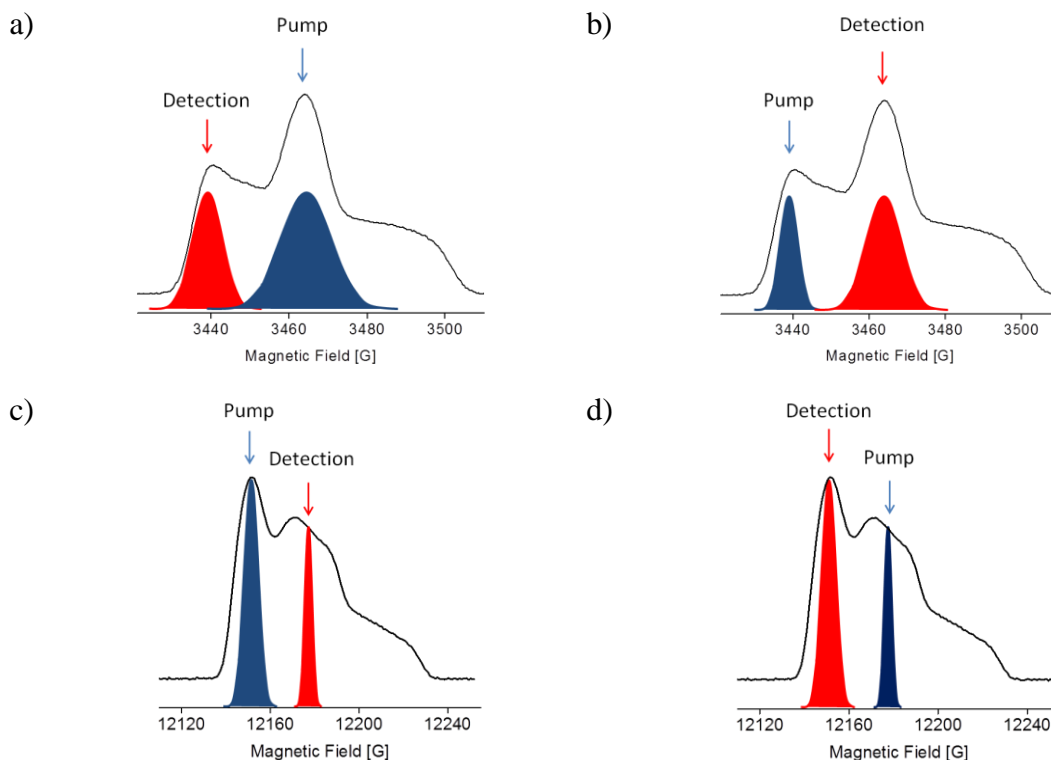 a)
Pump
Detection
3440 3460 3480 3500
Magnetic Field [G]
b)
Detection
Pump
3440 3460 3480 3500
Magnetic Field [G]
c)
Pump
Detection
12120 12160 12200 12240
Magnetic Field [G]
d)
Detection
Pump
12120 12160 12200 12240
Magnetic Field [G]